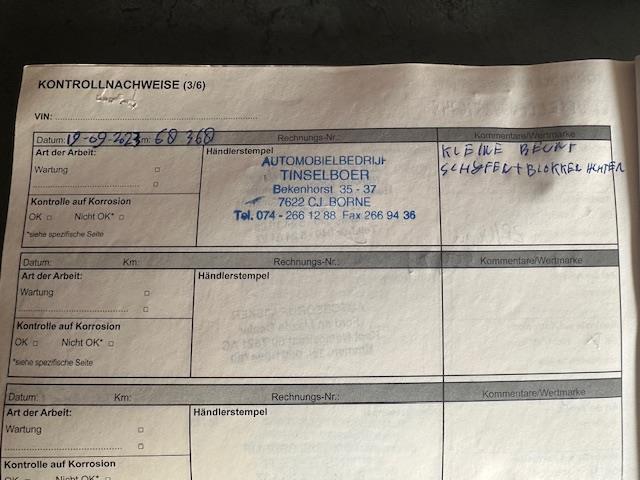 KONTROLLNACHWEISE (3/6)
VIN:
Datum: 19-09-2023 Km: 60 360 Rechnungs-Nr.: Kommentare/Wertmarke
Art der Arbeit: Händlerstempel
Wartung
AUTOMOBIELBEDRIJF
TINSELBOER
Bekenhorst 35 - 37
7622 CJ BORNE
Tel. 074 - 266 12 88 Fax 266 94 36
KLEINE BEURT
SCHIJFEN + BLOKKEN ACHTER
Kontrolle auf Korrosion
OK Nicht OK*
*siehe spezifische Seite
Datum: Km: Rechnungs-Nr.: Kommentare/Wertmarke
Art der Arbeit: Händlerstempel
Wartung
Kontrolle auf Korrosion
OK Nicht OK*
*siehe spezifische Seite
Datum: Km: Rechnungs-Nr.: Kommentare/Wertmarke
Art der Arbeit: Händlerstempel
Wartung
Kontrolle auf Korrosion
OK Nicht OK*